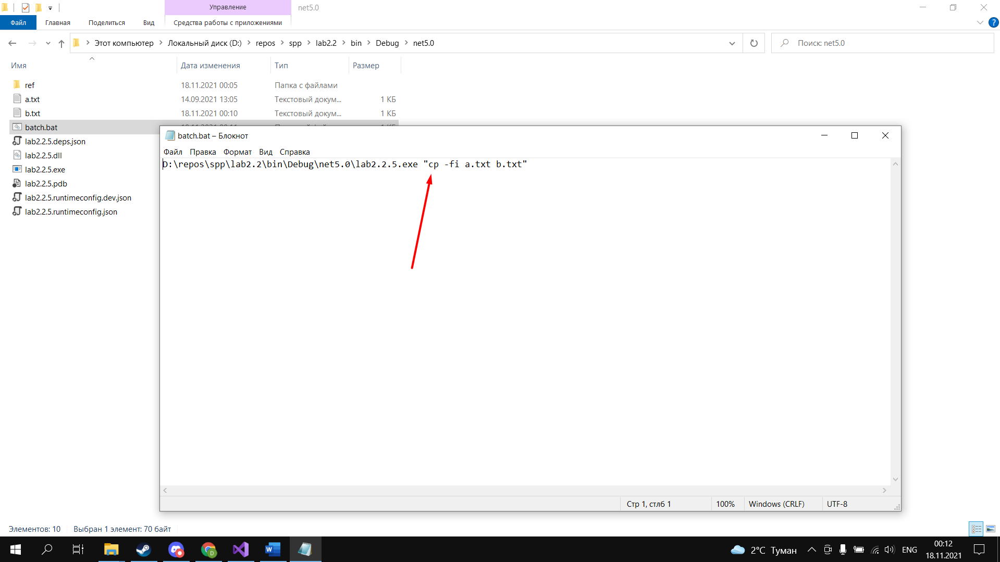 Управление
net5.0
Файл
Главная
Поделиться
Вид
Средства работы с приложениями
Этот компьютер
Локальный диск (D:)
repos
spp
lab2.2
bin
Debug
net5.0
Поиск: net5.0
Имя
Дата изменения
Тип
Размер
ref 18.11.2021 00:05 Папка с файлами
a.txt 14.09.2021 13:05 Текстовый докум... 1 КБ
b.txt 18.11.2021 00:10 Текстовый докум... 1 КБ
batch.bat
lab2.2.5.deps.json
lab2.2.5.dll
lab2.2.5.exe
lab2.2.5.pdb
lab2.2.5.runtimeconfig.dev.json
lab2.2.5.runtimeconfig.json
batch.bat – Блокнот
Файл Правка Формат Вид Справка
D:\repos\spp\lab2.2\bin\Debug\net5.0\lab2.2.5.exe "cp -fi a.txt b.txt"
Стр 1, стлб 1
100%
Windows (CRLF)
UTF-8
Элементов: 10
Выбран 1 элемент: 70 байт
2°C Туман
ENG
00:12
18.11.2021